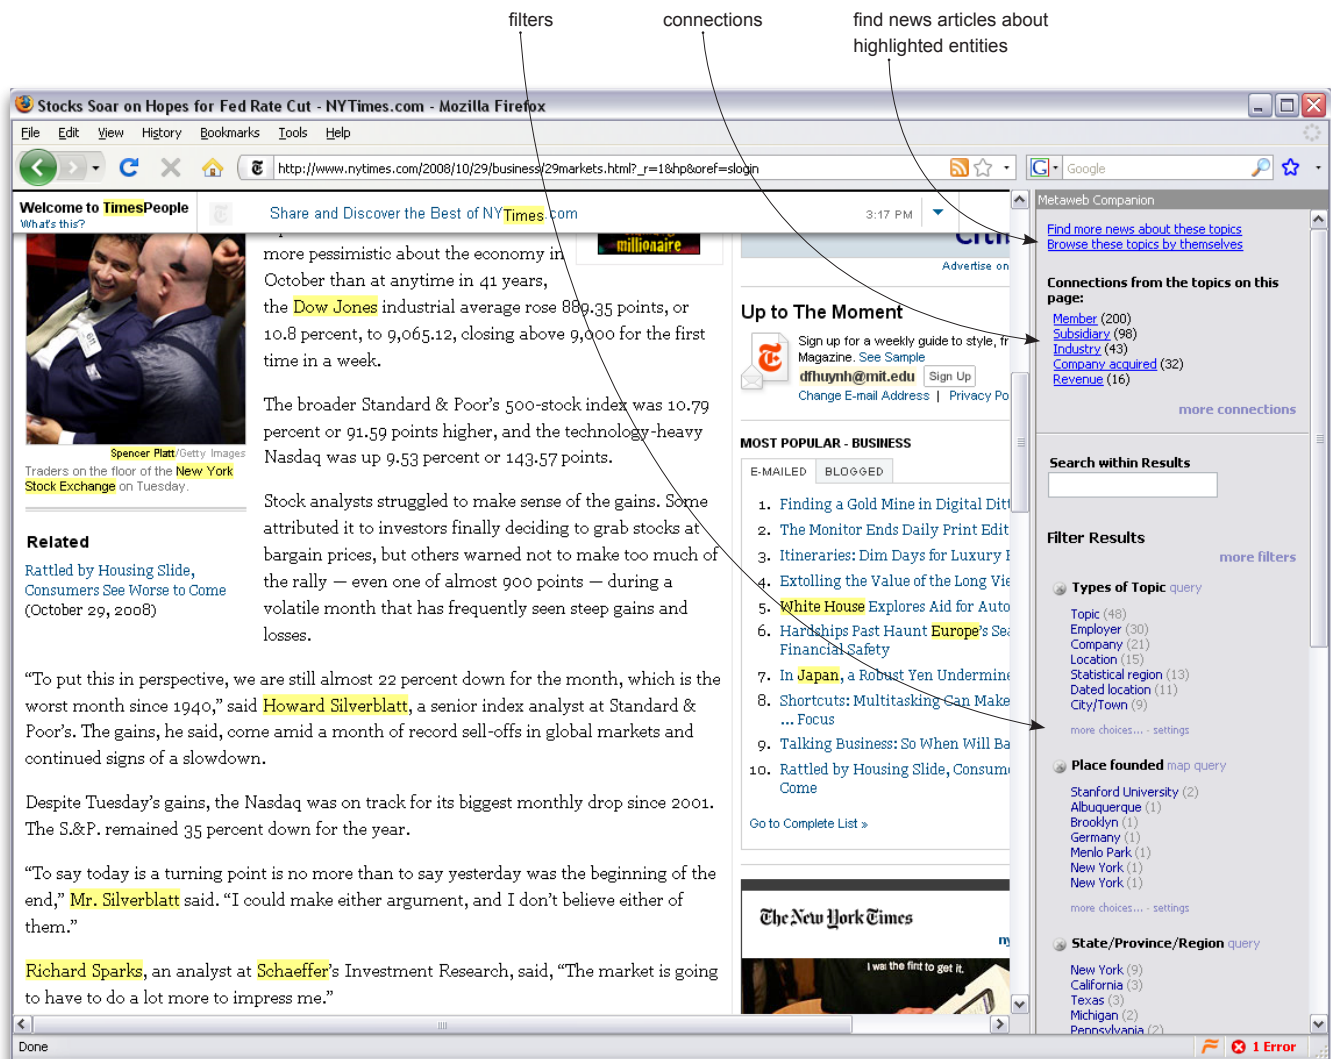 filters
connections
find news articles about
highlighted entities
Stocks Soar on Hopes for Fed Rate Cut - NYTimes.com - Mozilla Firefox
File Edit View History Bookmarks Tools Help
http://www.nytimes.com/2008/10/29/business/29markets.html?_r=1&hp&oref=slogin
G
Google
Welcome to TimesPeople
What's this?
Share and Discover the Best of NYTimes.com
3:17 PM
millionaire
more pessimistic about the economy in
October than at anytime in 41 years,
the Dow Jones industrial average rose 889.35 points, or
10.8 percent, to 9,065.12, closing above 9,000 for the first
time in a week.
The broader Standard & Poor's 500-stock index was 10.79
percent or 91.59 points higher, and the technology-heavy
Nasdaq was up 9.53 percent or 143.57 points.
Spencer Platt/Getty Images
Traders on the floor of the New York
Stock Exchange on Tuesday.
Stock analysts struggled to make sense of the gains. Some
attributed it to investors finally deciding to grab stocks at
bargain prices, but others warned not to make too much of
the rally — even one of almost 900 points — during a
volatile month that has frequently seen steep gains and
losses.
Related
Rattled by Housing Slide,
Consumers See Worse to Come
(October 29, 2008)
“To put this in perspective, we are still almost 22 percent down for the month, which is the
worst month since 1940,” said Howard Silverblatt, a senior index analyst at Standard &
Poor's. The gains, he said, come amid a month of record sell-offs in global markets and
continued signs of a slowdown.
Despite Tuesday's gains, the Nasdaq was on track for its biggest monthly drop since 2001.
The S.&P. remained 35 percent down for the year.
“To say today is a turning point is no more than to say yesterday was the beginning of the
end,” Mr. Silverblatt said. “I could make either argument, and I don't believe either of
them.”
Richard Sparks, an analyst at Schaeffer's Investment Research, said, “The market is going
to have to do a lot more to impress me.”
Advertise on
Up to The Moment
Sign up for a weekly guide to style, fr
Magazine. See Sample
dfhuynh@mit.edu Sign Up
Change E-mail Address | Privacy Po
MOST POPULAR - BUSINESS
E-MAILED BLOGGED
1. Finding a Gold Mine in Digital Dit
2. The Monitor Ends Daily Print Edit
3. Itineraries: Dim Days for Luxury
4. Extolling the Value of the Long Vie
5. White House Explores Aid for Auto
6. Hardships Past Haunt Europe's Sea
Financial Safety
7. In Japan, a Robust Yen Undermine
8. Shortcuts: Multitasking Can Make
... Focus
9. Talking Business: So When Will Ba
10. Rattled by Housing Slide, Consume
Come
Go to Complete List »
The New York Times
ny
I was the first to get it.
Metaweb Companion
Find more news about these topics
Browse these topics by themselves
Connections from the topics on this
page:
Member (200)
Subsidiary (98)
Industry (43)
Company acquired (32)
Revenue (16)
more connections
Search within Results
Filter Results
more filters
Types of Topic query
Topic (48)
Employer (30)
Company (21)
Location (15)
Statistical region (13)
Dated location (11)
City/Town (9)
more choices... - settings
Place founded map query
Stanford University (2)
Albuquerque (1)
Brooklyn (1)
Germany (1)
Menlo Park (1)
New York (1)
New York (1)
more choices... - settings
State/Province/Region query
New York (9)
California (3)
Texas (3)
Michigan (2)
Pennsylvania (2)
Done
1 Error